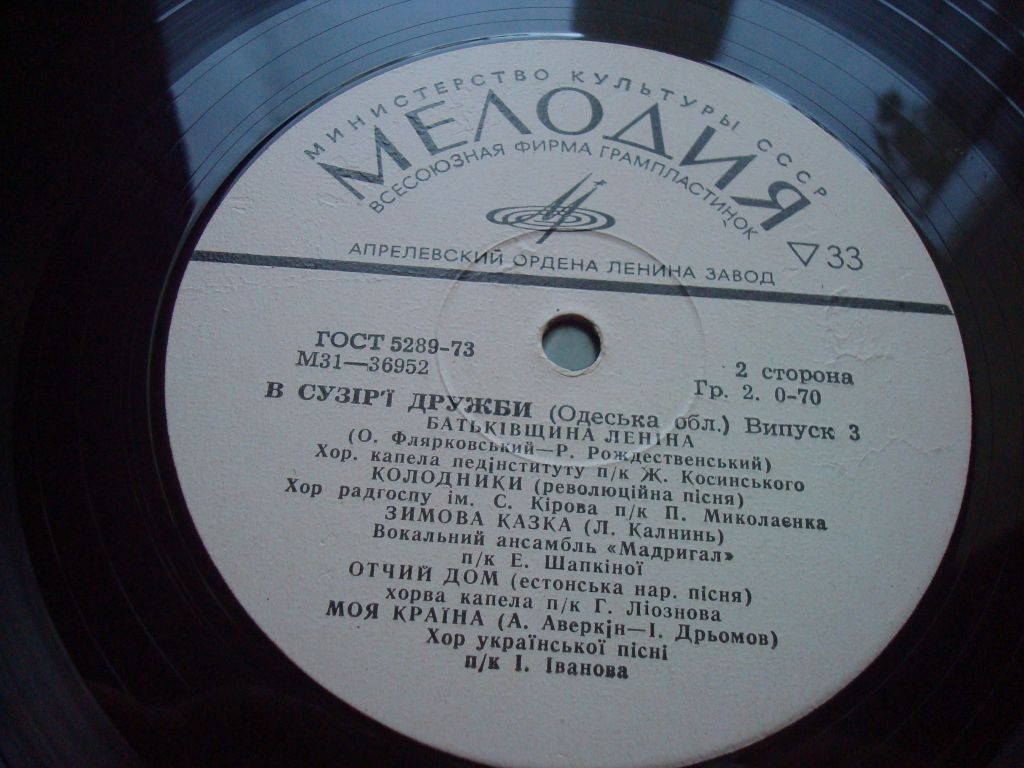 МИНИСТЕРСТВО КУЛЬТУРЫ СССР
МЕЛОДИЯ
ВСЕСОЮЗНАЯ ФИРМА ГРАМПЛАСТИНОК
33
АПРЕЛЕВСКИЙ ОРДЕНА ЛЕНИНА ЗАВОД
ГОСТ 5289-73
М31—36952
2 сторона
Гр. 2. 0-70
В СУЗІР'Ї ДРУЖБИ (Одеська обл.) Випуск 3
БАТЬКІВЩИНА ЛЕНІНА
(О. Флярковський—Р. Рождественський)
Хор. капела педінституту п/к Ж. Косинського
КОЛОДНИКИ (революційна пісня)
Хор радгоспу ім. С. Кірова п/к П. Миколаєнка
ЗИМОВА КАЗКА (Л. Калнинь)
Вокальний ансамбль «Мадригал»
п/к Е. Шапкіної
ОТЧИЙ ДОМ (естонська нар. пісня)
хорва капела п/к Г. Ліознова
МОЯ КРАЇНА (А. Аверкін—І. Дрьомов)
Хор української пісні
п/к І. Іванова